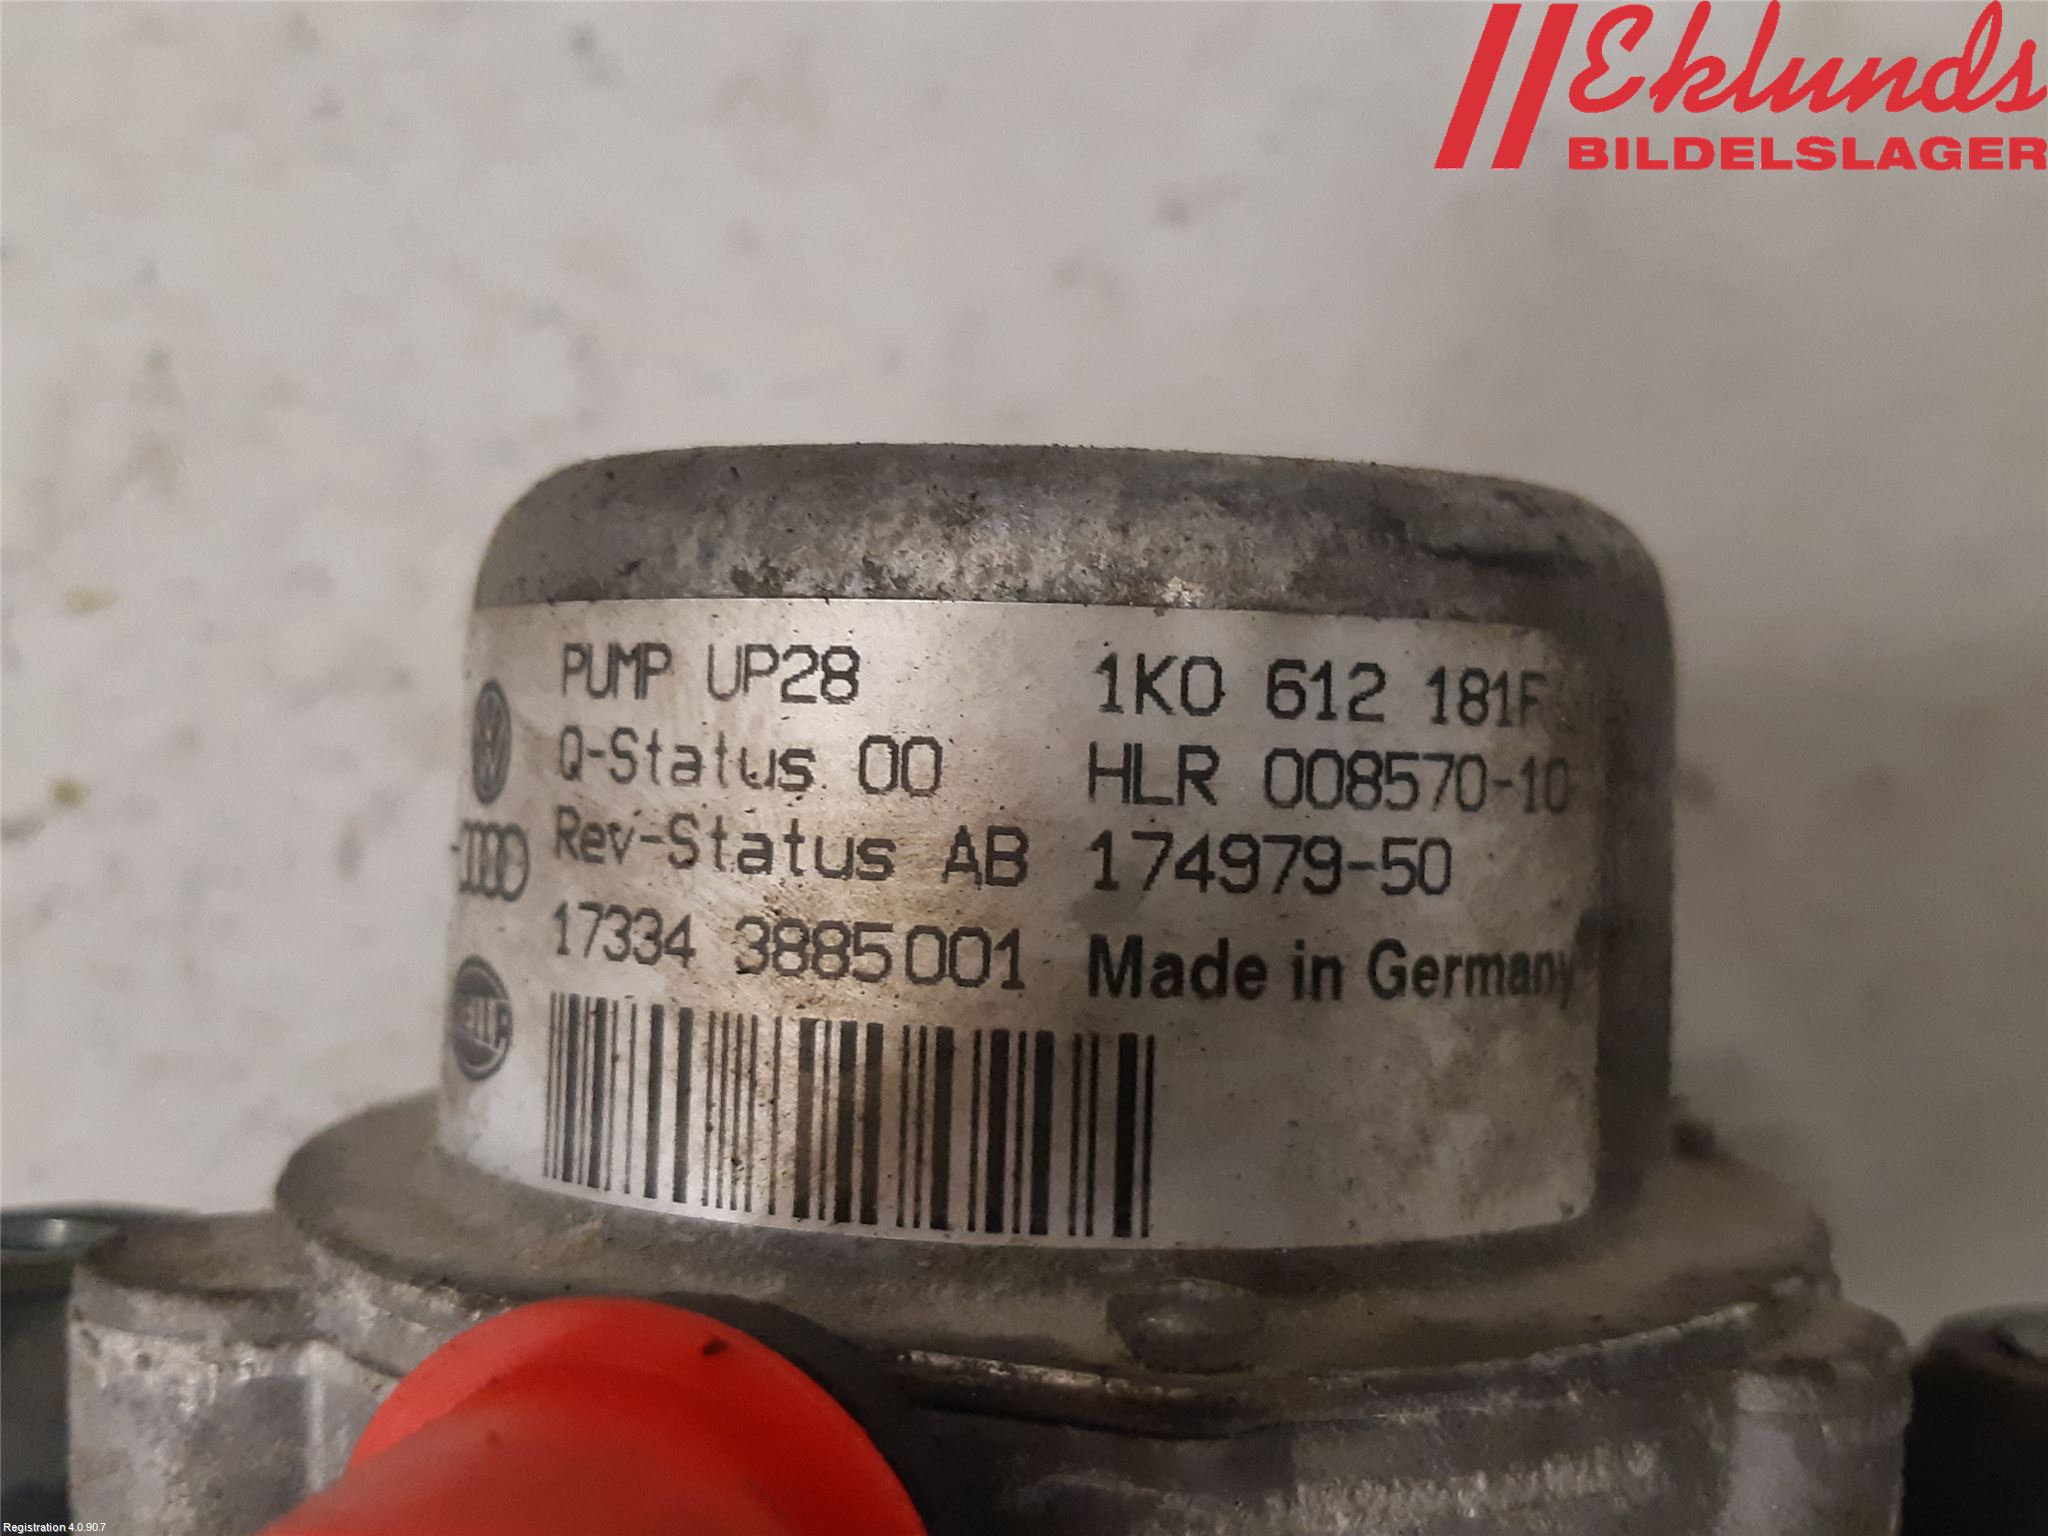 Eklunds
BILDELSLAGER
PUMP UP28
Q-Status 00
Rev-Status AB
17334 3885001
1K0 612 181F
HLR 008570-10
174979-50
Made in Germany
Registration 4.0.90.7